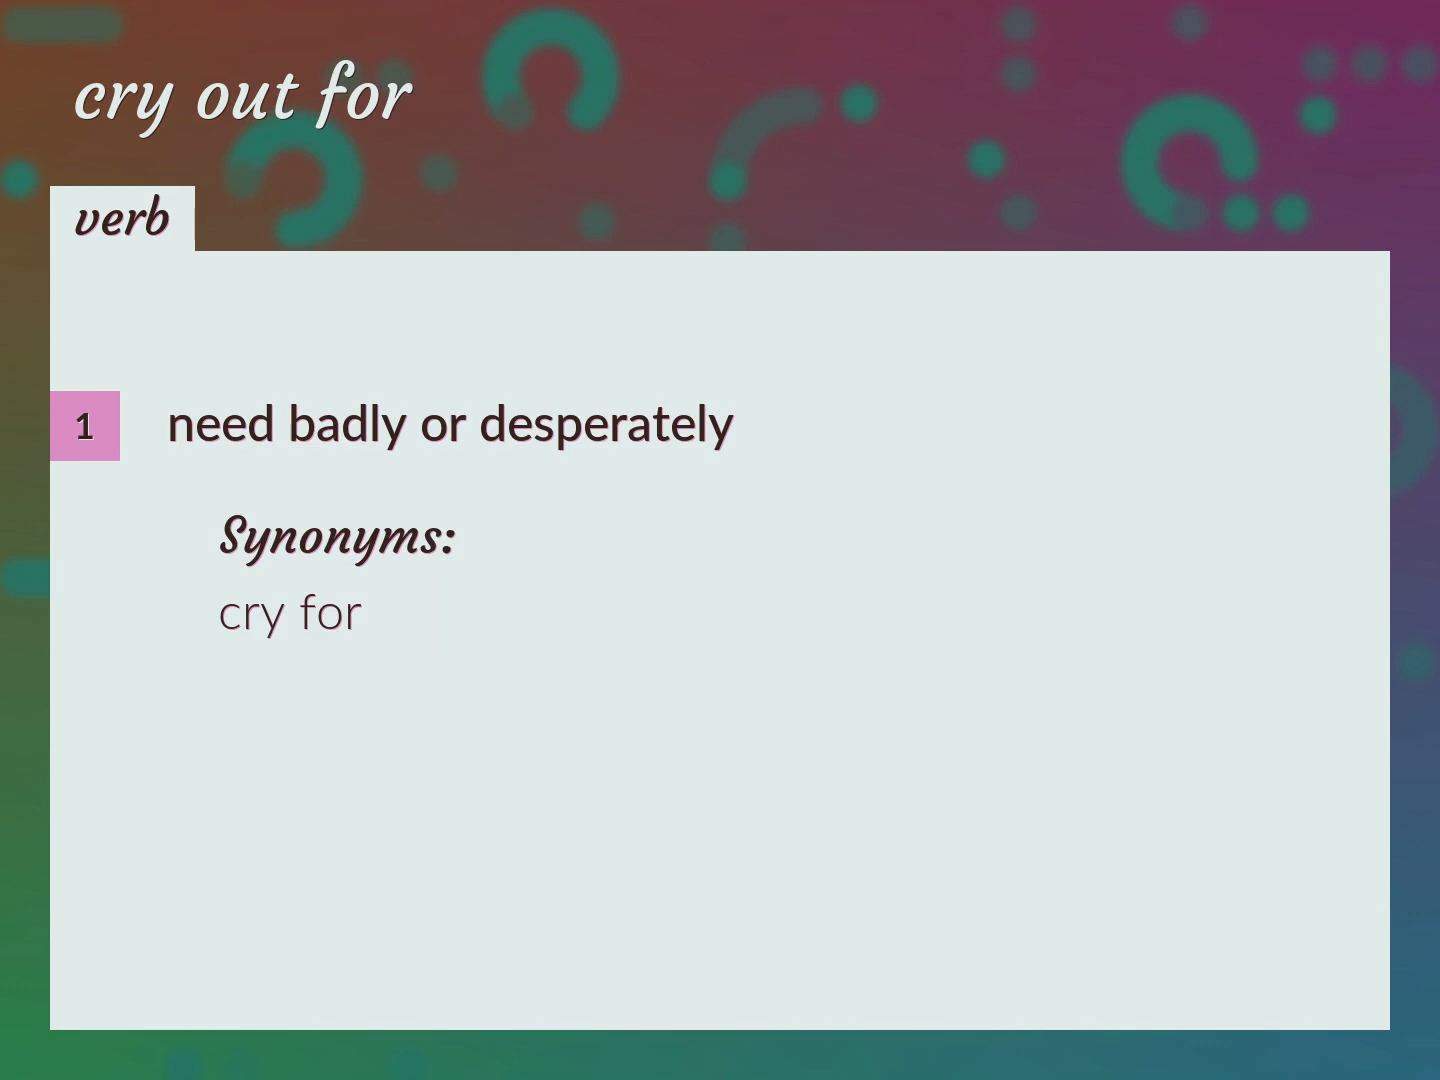 cry out for
verb
1
need badly or desperately
Synonyms:
cry for